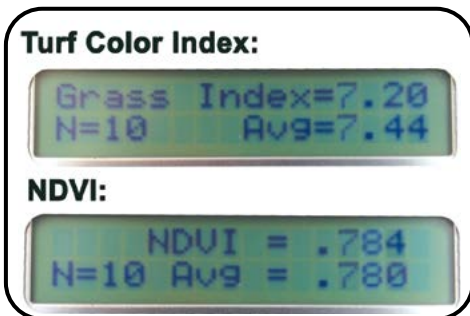 Turf Color Index:
Grass Index=7.20
N=10 Avg=7.44
NDVI:
NDVI = .784
N=10 Avg = .780